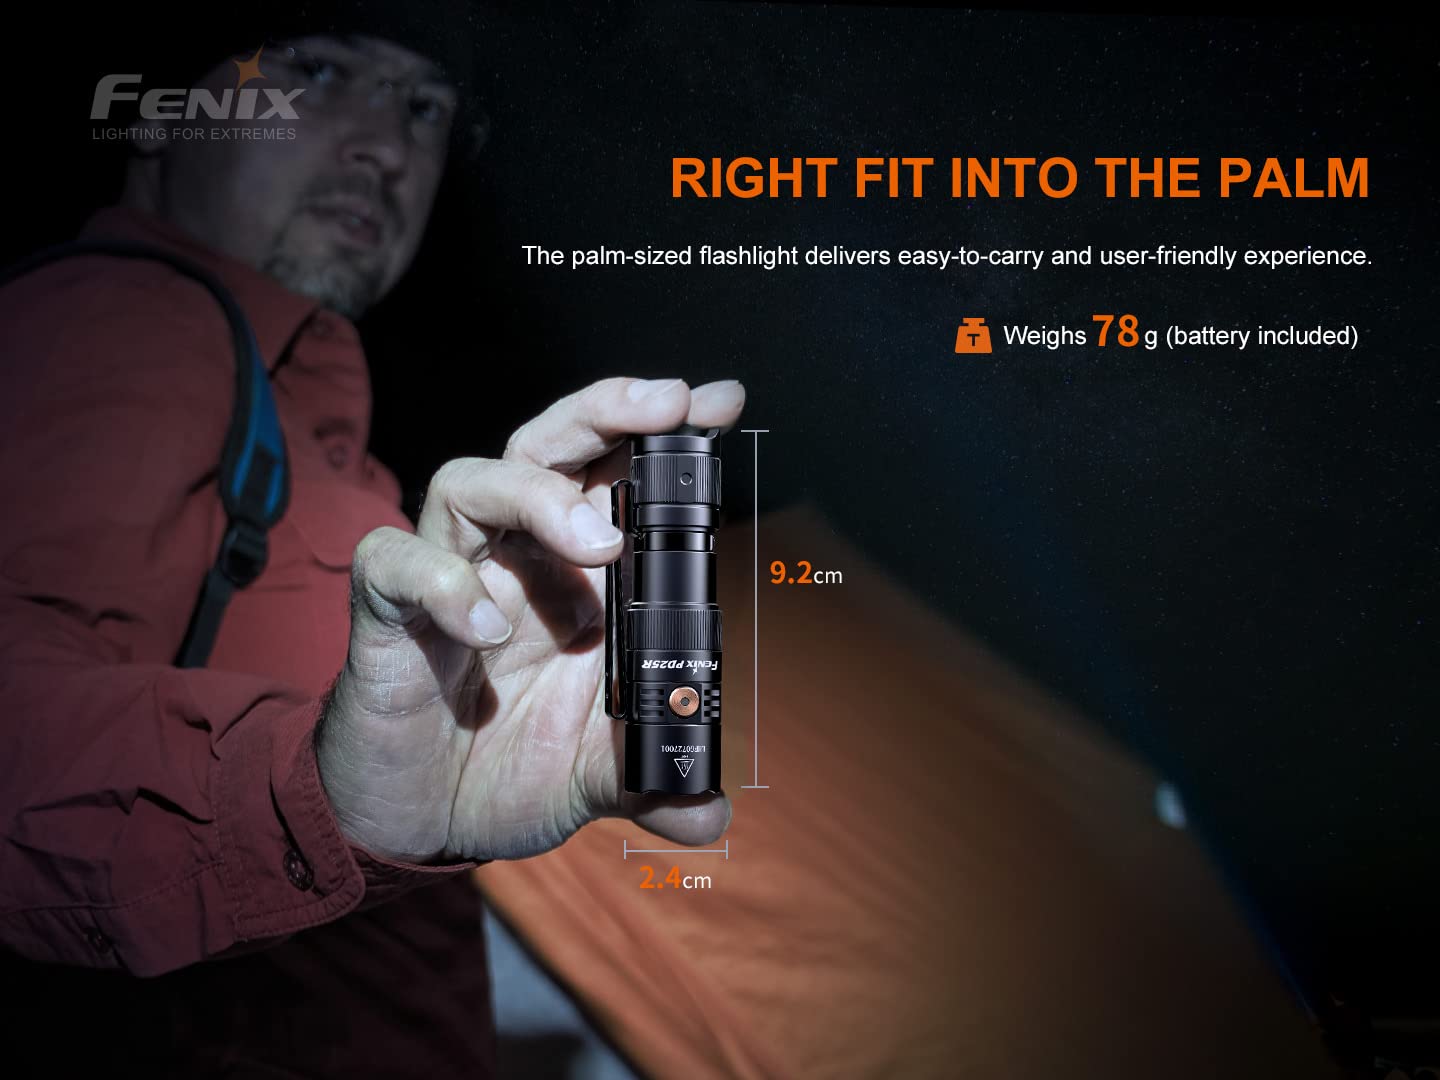 FENIX
LIGHTING FOR EXTREMES
RIGHT FIT INTO THE PALM
The palm-sized flashlight delivers easy-to-carry and user-friendly experience.
Weighs 78 g (battery included)
9.2cm
FENIX PD25R
2.4cm